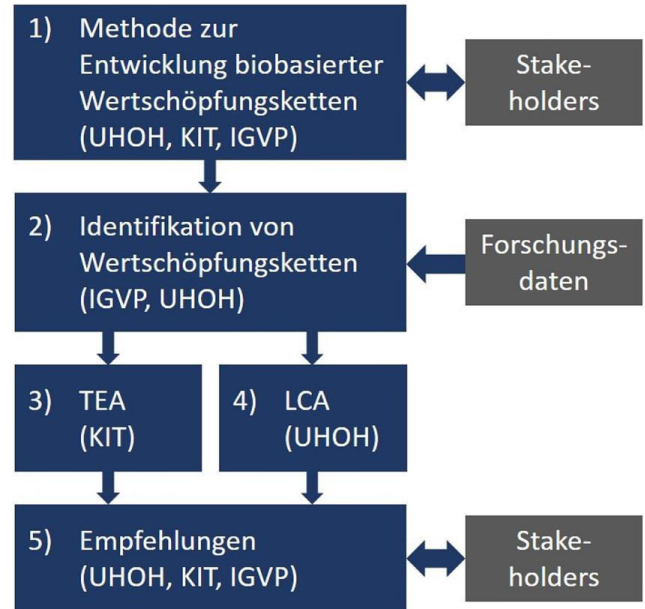 1) Methode zur
Entwicklung biobasierter
Wertschöpfungsketten
(UHOH, KIT, IGVP)
Stake-
holders
2) Identifikation von
Wertschöpfungsketten
(IGVP, UHOH)
Forschungs-
daten
3) TEA
(KIT)
4) LCA
(UHOH)
5) Empfehlungen
(UHOH, KIT, IGVP)
Stake-
holders